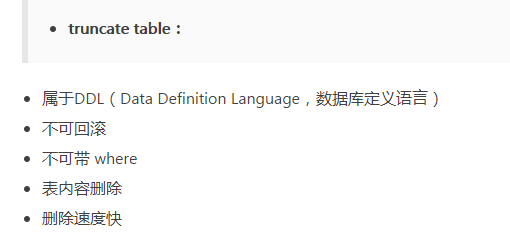 truncate table：
属于DDL（Data Definition Language，数据库定义语言）
不可回滚
不可带 where
表内容删除
删除速度快